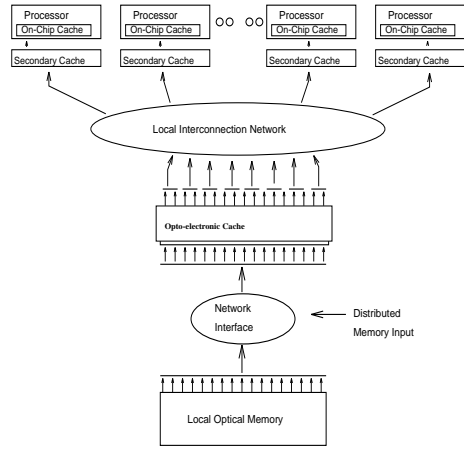 Processor
On-Chip Cache
Secondary Cache
Processor
On-Chip Cache
Secondary Cache
Processor
On-Chip Cache
Secondary Cache
Processor
On-Chip Cache
Secondary Cache
Local Interconnection Network
Opto-electronic Cache
Network
Interface
Distributed
Memory Input
Local Optical Memory